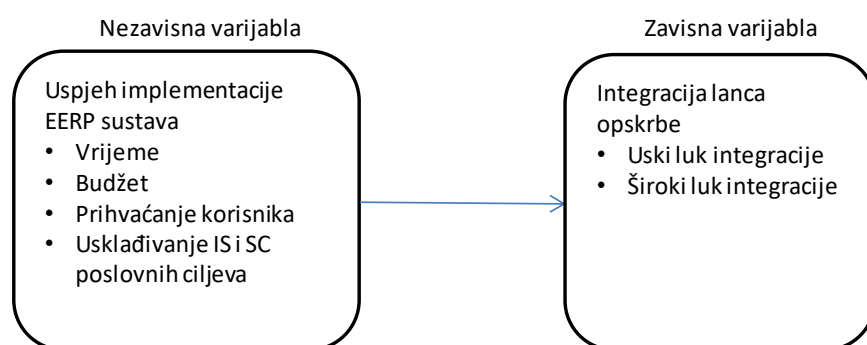 Nezavisna varijabla
Zavisna varijabla
Uspjeh implementacije
EERP sustava
• Vrijeme
• Budžet
• Prihvaćanje korisnika
• Usklađivanje IS i SC
poslovnih ciljeva
Integracija lanca
opskrbe
• Uski luk integracije
• Široki luk integracije